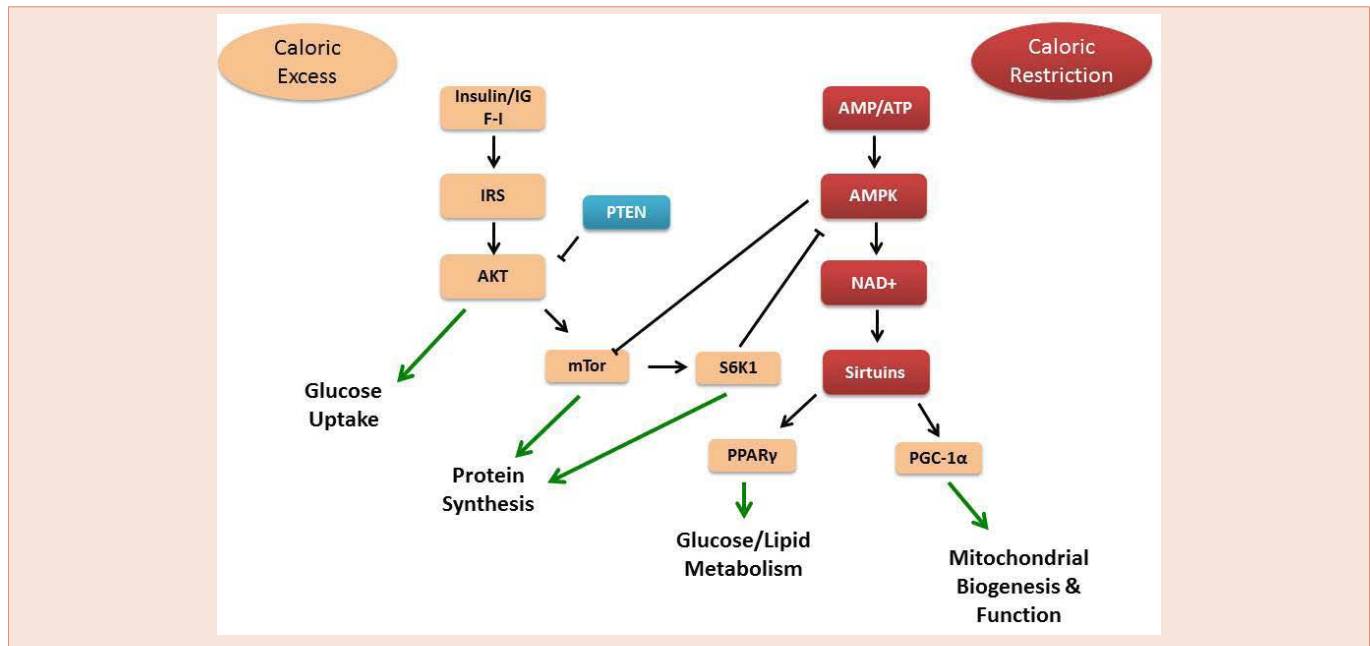 Caloric
Excess
Caloric
Restriction
Insulin/IG
F-I
AMP/ATP
IRS
PTEN
AMPK
AKT
NAD+
mTor
S6K1
Sirtuins
Glucose
Uptake
PPARγ
PGC-1α
Protein
Synthesis
Glucose/Lipid
Metabolism
Mitochondrial
Biogenesis &
Function